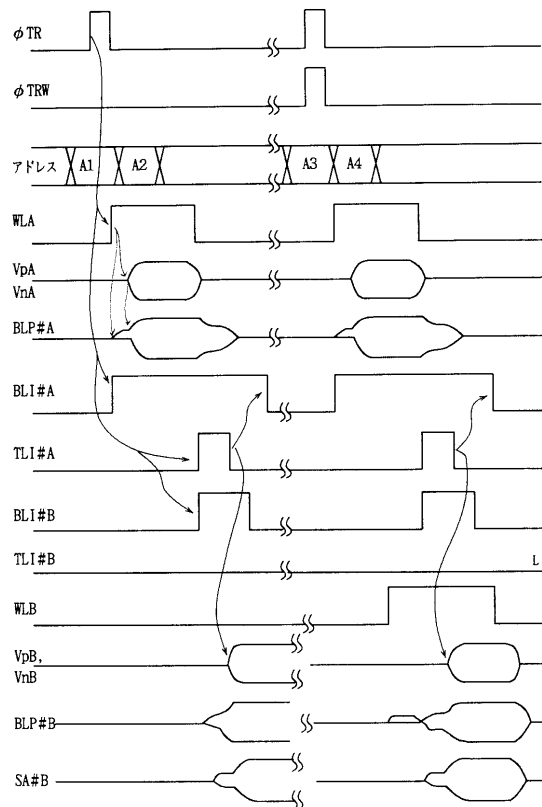 φTR
φTRW
アドレス A1 A2 A3 A4
WLA
VpA
VnA
BLP#A
BLI#A
TLI#A
BLI#B
TLI#B L
WLB
VpB,
VnB
BLP#B
SA#B